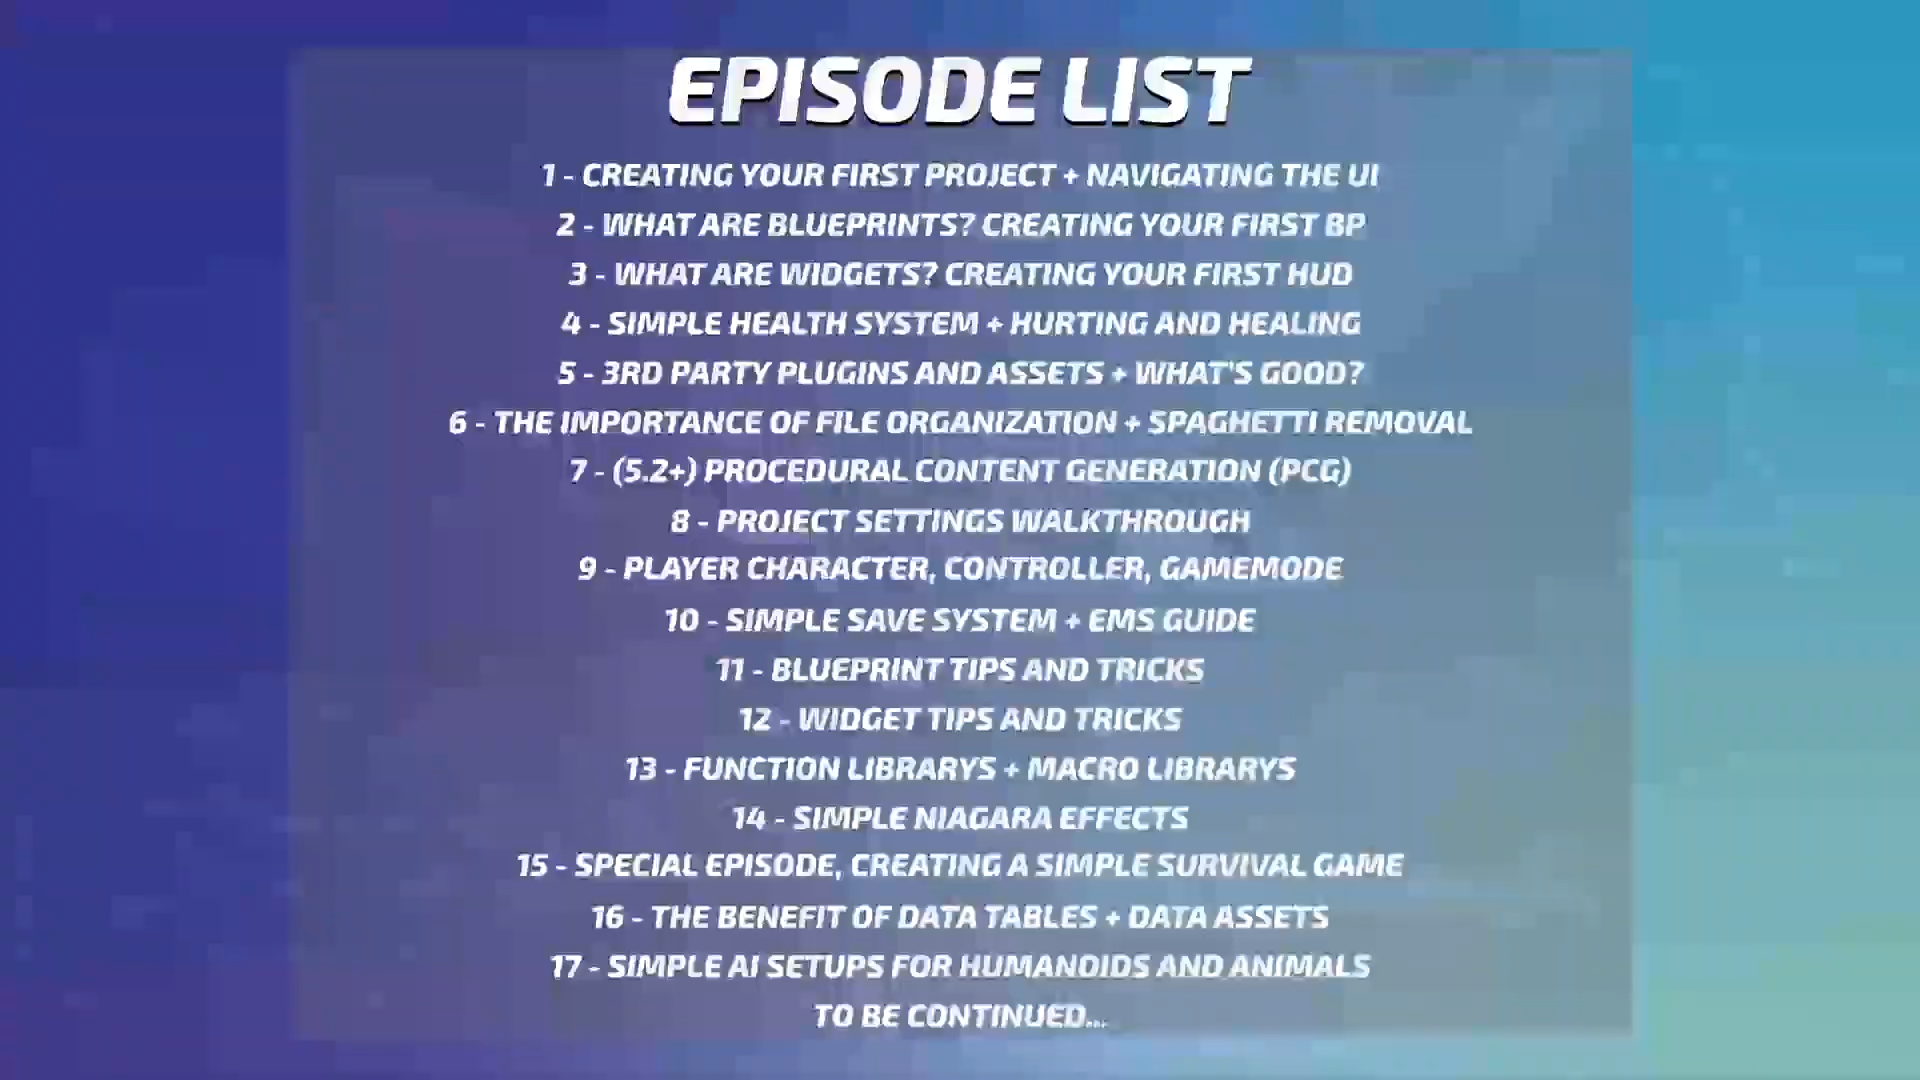 EPISODE LIST
1 - CREATING YOUR FIRST PROJECT + NAVIGATING THE UI
2 - WHAT ARE BLUEPRINTS? CREATING YOUR FIRST BP
3 - WHAT ARE WIDGETS? CREATING YOUR FIRST HUD
4 - SIMPLE HEALTH SYSTEM + HURTING AND HEALING
5 - 3RD PARTY PLUGINS AND ASSETS + WHAT'S GOOD?
6 - THE IMPORTANCE OF FILE ORGANIZATION + SPAGHETTI REMOVAL
7 - (5.2+) PROCEDURAL CONTENT GENERATION (PCG)
8 - PROJECT SETTINGS WALKTHROUGH
9 - PLAYER CHARACTER, CONTROLLER, GAMEMODE
10 - SIMPLE SAVE SYSTEM + EMS GUIDE
11 - BLUEPRINT TIPS AND TRICKS
12 - WIDGET TIPS AND TRICKS
13 - FUNCTION LIBRARYS + MACRO LIBRARYS
14 - SIMPLE NIAGARA EFFECTS
15 - SPECIAL EPISODE, CREATING A SIMPLE SURVIVAL GAME
16 - THE BENEFIT OF DATA TABLES + DATA ASSETS
17 - SIMPLE AI SETUPS FOR HUMANOIDS AND ANIMALS
TO BE CONTINUED...